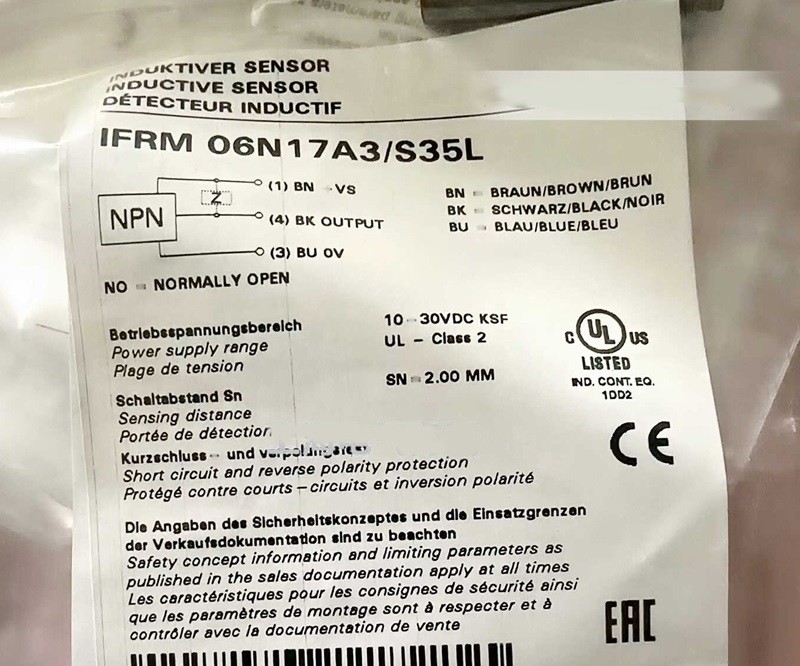 INDUKTIVER SENSOR
INDUCTIVE SENSOR
DÉTECTEUR INDUCTIF
IFRM 06N17A3/S35L
NPN
Z
(1) BN +VS
(4) BK OUTPUT
(3) BU 0V
BN = BRAUN/BROWN/BRUN
BK = SCHWARZ/BLACK/NOIR
BU = BLAU/BLUE/BLEU
NO = NORMALLY OPEN
Betriebsspannungsbereich
Power supply range
Plage de tension
10 - 30VDC KSF
UL - Class 2
Schaltabstand Sn
Sensing distance
Portée de détection
SN = 2.00 MM
C UL US
LISTED
IND. CONT. EQ.
1DD2
CE
Kurzschluss- und
Short circuit and reverse polarity protection
Protégé contre courts-circuits et inversion polarité
Die Angaben des Sicherheitskonzeptes und die Einsatzgrenzen
der Verkaufsdokumentation sind zu beachten
Safety concept information and limiting parameters as
published in the sales documentation apply at all times
Les caractéristiques pour les consignes de sécurité ainsi
que les paramètres de montage sont à respecter et à
contrôler avec la documentation de vente
EAC